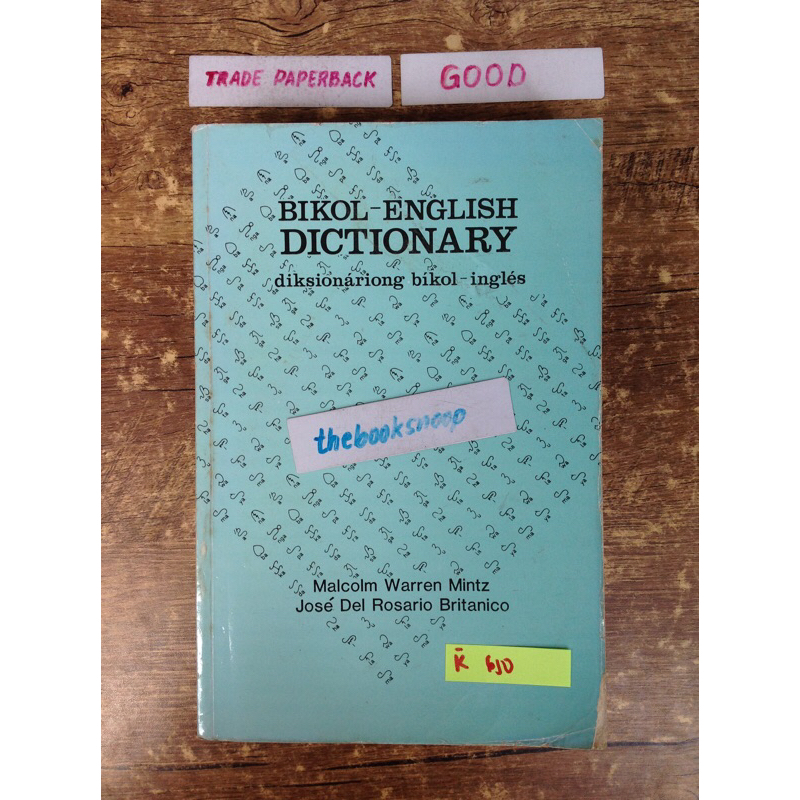 TRADE PAPERBACK
GOOD
BIKOL-ENGLISH
DICTIONARY
diksionáriong bikol-inglés
thebooksnoop
Malcolm Warren Mintz
José Del Rosario Britanico